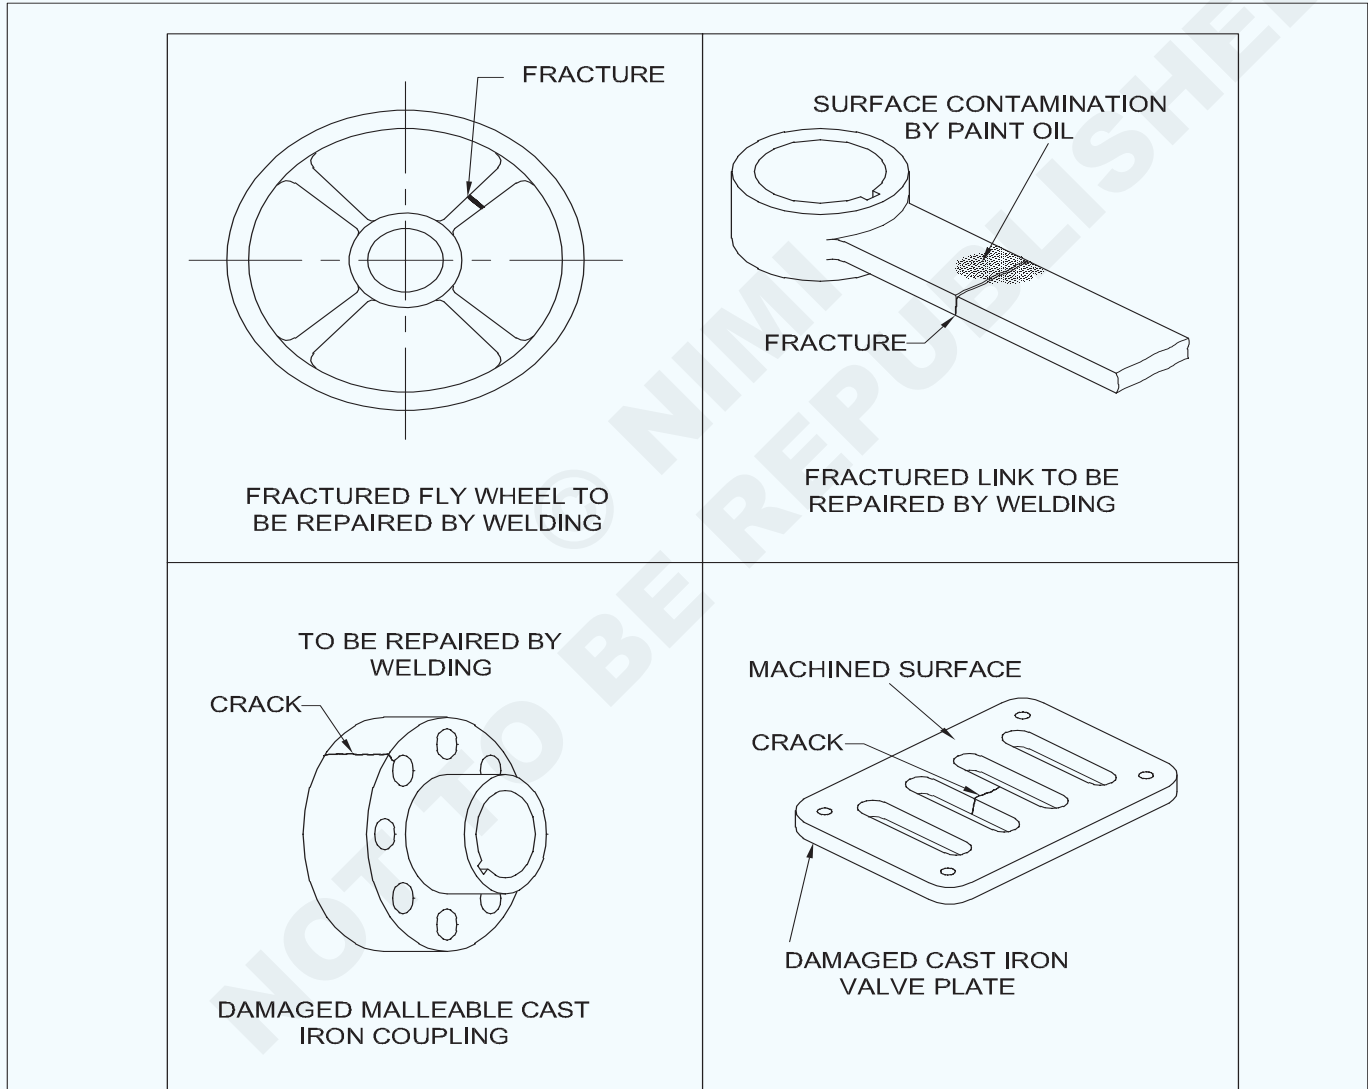 FRACTURE
FRACTURED FLY WHEEL TO
BE REPAIRED BY WELDING
SURFACE CONTAMINATION
BY PAINT OIL
FRACTURE
FRACTURED LINK TO BE
REPAIRED BY WELDING
TO BE REPAIRED BY
WELDING
CRACK
DAMAGED MALLEABLE CAST
IRON COUPLING
MACHINED SURFACE
CRACK
DAMAGED CAST IRON
VALVE PLATE
© NIMI
NOT TO BE REPUBLISHED